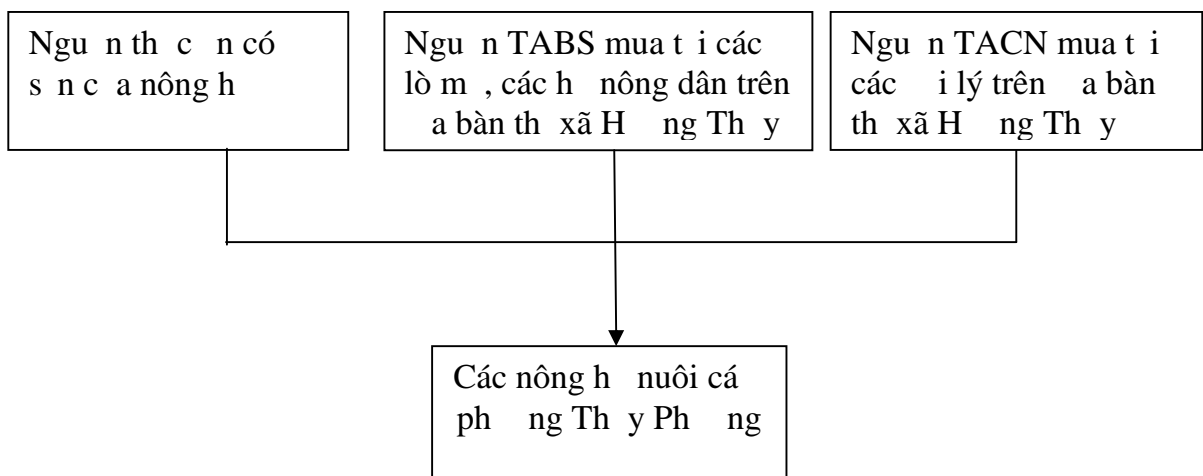 Ngu n th c n có
s n c a nông h
Ngu n TABS mua t i các
lò m , các h nông dân trên
a bàn th xã H ng Th y
Ngu n TACN mua t i
các i lý trên a bàn
th xã H ng Th y
Các nông h nuôi cá
ph ng Th y Ph ng